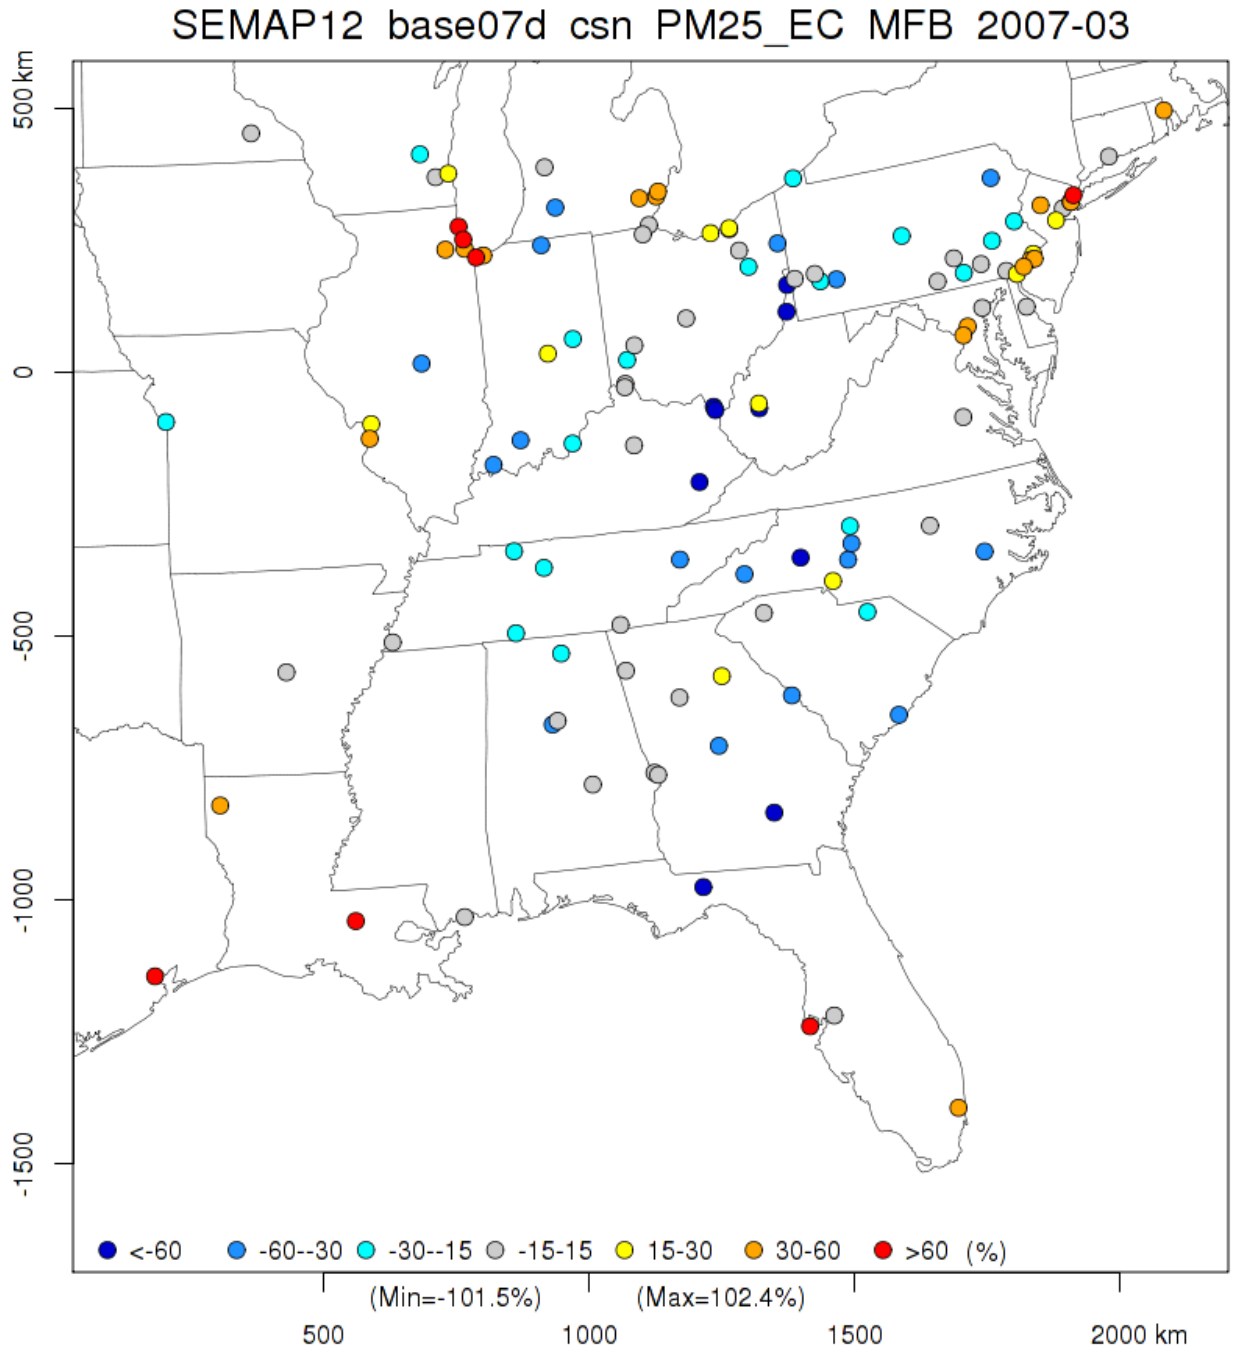 SEMAP12 base07d csn PM25_EC MFB 2007-03
500 km
0
-500
-1000
-1500
<-60 -60--30 -30--15 -15-15 15-30 30-60 >60 (%)
(Min=-101.5%) (Max=102.4%)
500 1000 1500 2000 km